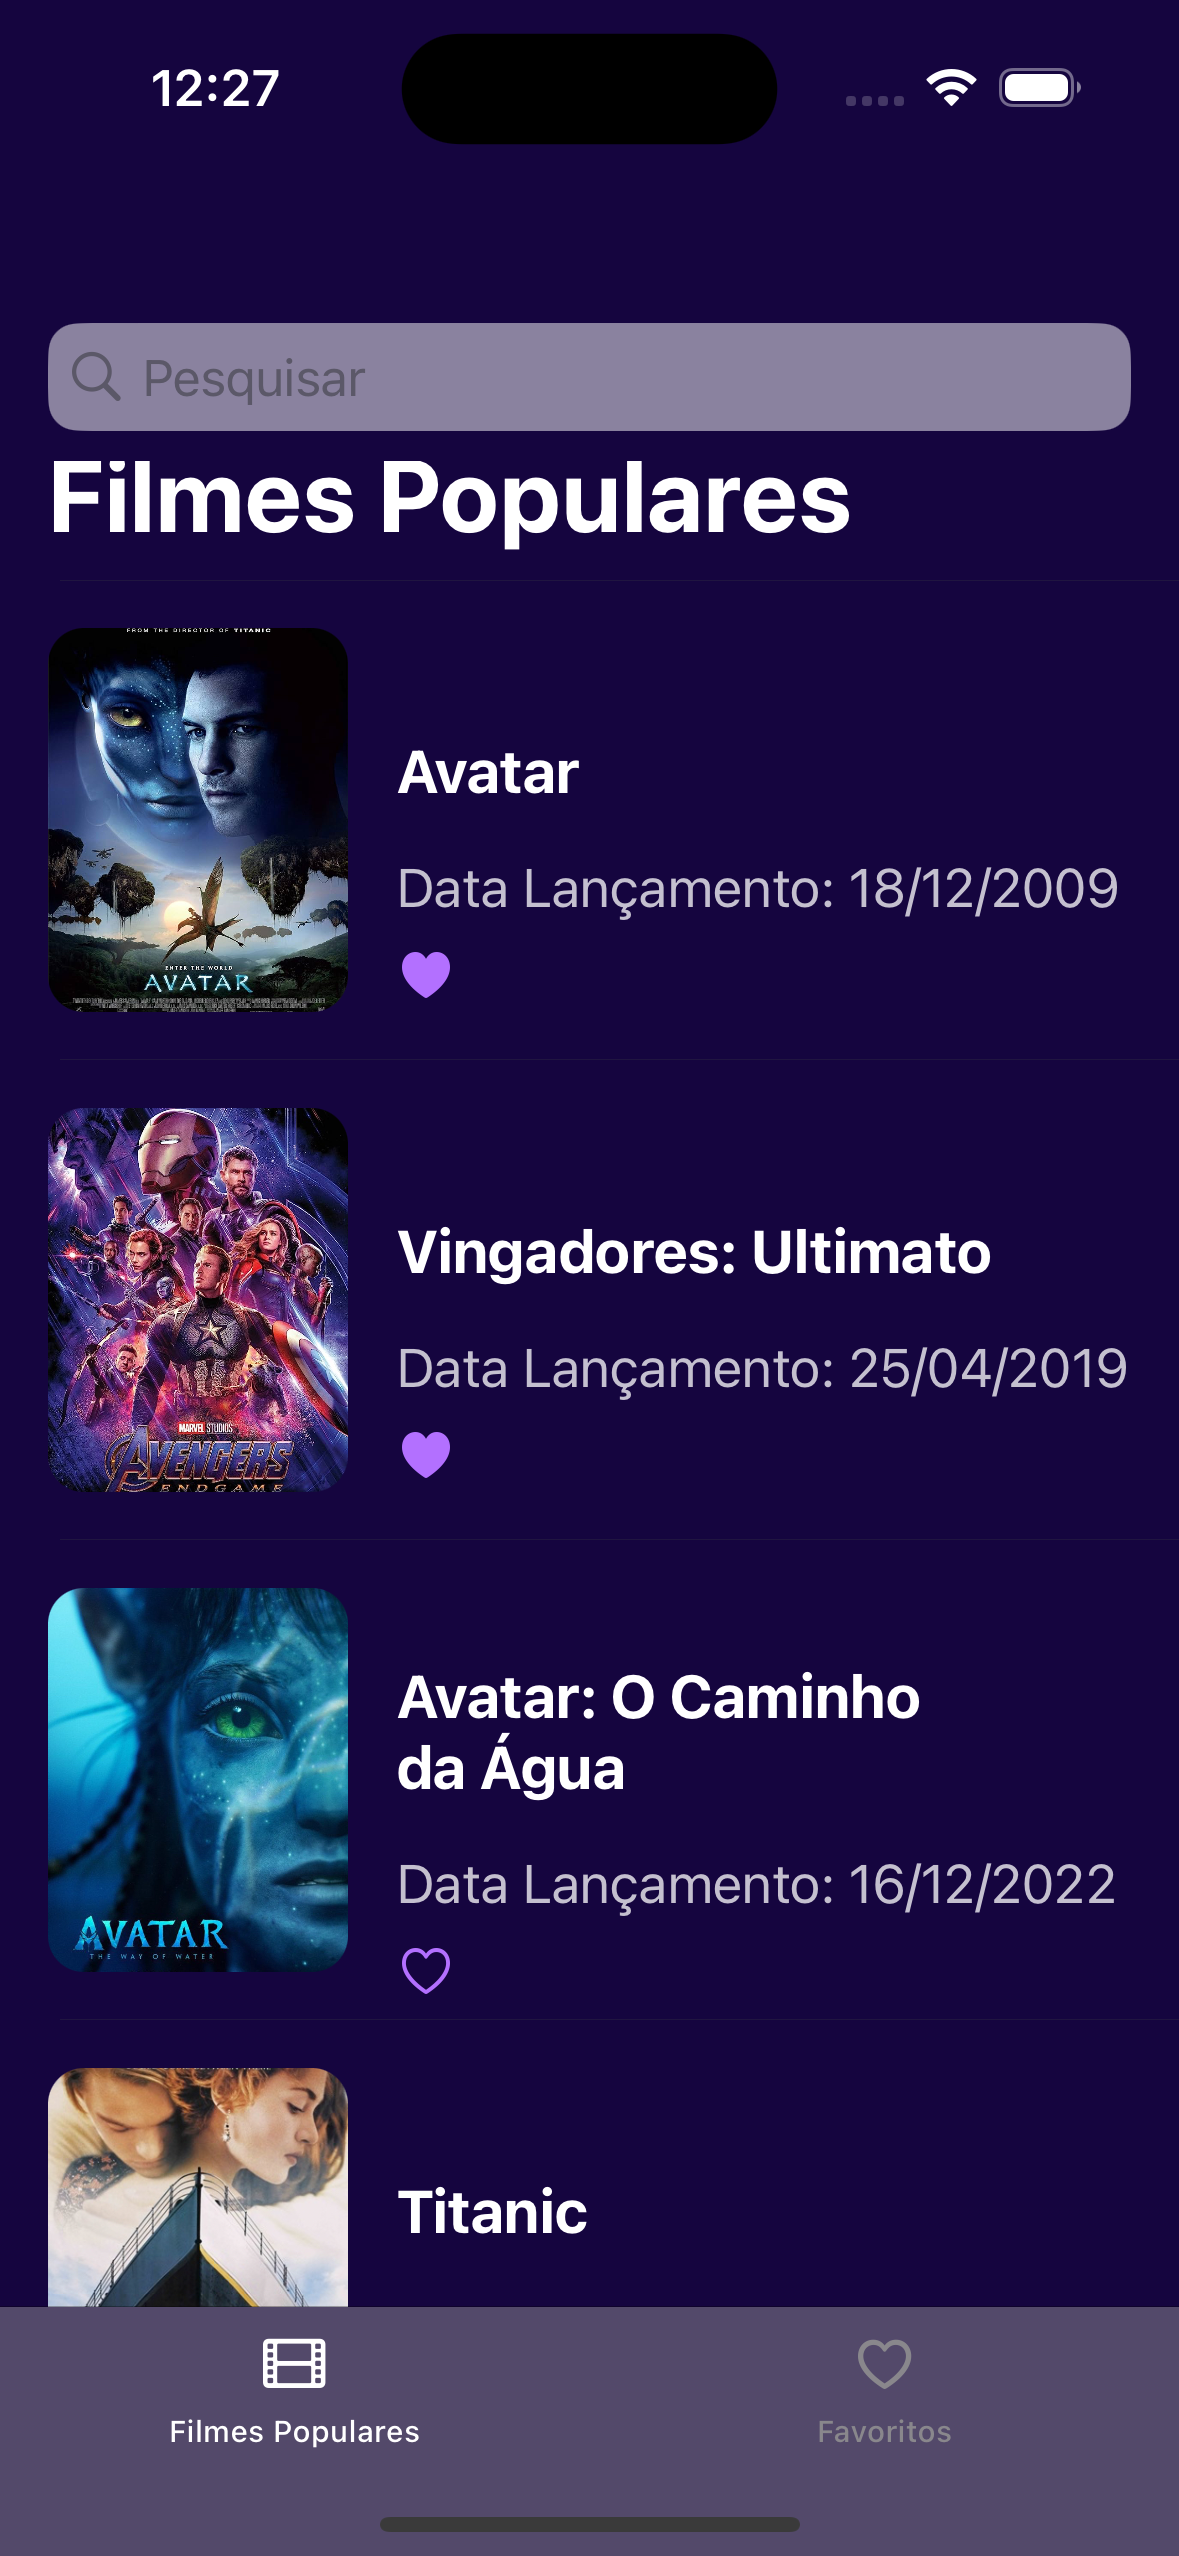 12:27
Pesquisar
Filmes Populares
FROM THE DIRECTOR OF TITANIC
Avatar
Data Lançamento: 18/12/2009
ENTER THE WORLD
AVATAR
Vingadores: Ultimato
Data Lançamento: 25/04/2019
MARVEL STUDIOS
AVENGERS
ENDGAME
Avatar: O Caminho
da Água
Data Lançamento: 16/12/2022
AVATAR
THE WAY OF WATER
Titanic
Filmes Populares
Favoritos